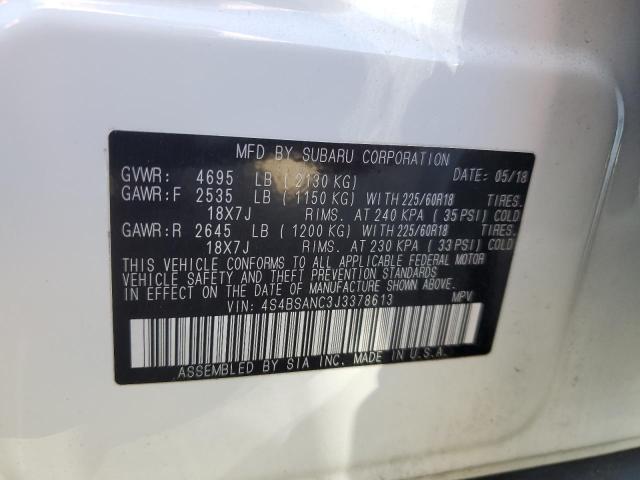 MFD BY SUBARU CORPORATION
GVWR: 4695 LB ( 2130 KG) DATE: 05/18
GAWR:F 2535 LB ( 1150 KG) WITH 225/60R18 TIRES.
18X7J RIMS. AT 240 KPA ( 35 PSI) COLD
GAWR:R 2645 LB ( 1200 KG) WITH 225/60R18 TIRES.
18X7J RIMS. AT 230 KPA ( 33 PSI) COLD
THIS VEHICLE CONFORMS TO ALL APPLICABLE FEDERAL MOTOR
VEHICLE SAFETY AND THEFT PREVENTION STANDARDS
IN EFFECT ON THE DATE OF MANUFACTURE SHOWN ABOVE.
VIN: 4S4BSANC3J3378613 MPV
ASSEMBLED BY SIA INC. MADE IN U.S.A.